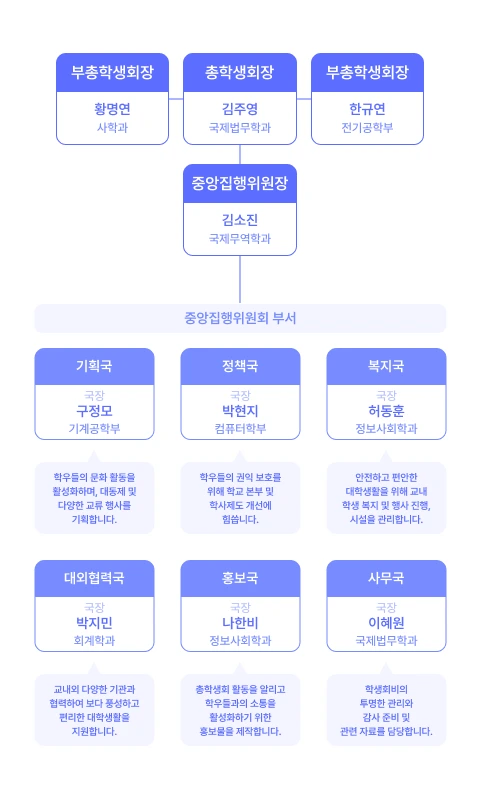 부총학생회장
총학생회장
부총학생회장
황명연
사학과
김주영
국제법무학과
한규연
전기공학부
중앙집행위원장
김소진
국제무역학과
중앙집행위원회 부서
기획국
국장
구정모
기계공학부
정책국
국장
박현지
컴퓨터학부
복지국
국장
허동훈
정보사회학과
학우들의 문화 활동을
활성화하며, 대동제 및
다양한 교류 행사를
기획합니다.
학우들의 권익 보호를
위해 학교 본부 및
학사제도 개선에
힘씁니다.
안전하고 편안한
대학생활을 위해 교내
학생 복지 및 행사 진행,
시설을 관리합니다.
대외협력국
국장
박지민
회계학과
홍보국
국장
나한비
정보사회학과
사무국
국장
이혜원
국제법무학과
교내외 다양한 기관과
협력하여 보다 풍성하고
편리한 대학생활을
지원합니다.
총학생회 활동을 알리고
학우들과의 소통을
활성화하기 위한
홍보물을 제작합니다.
학생회비의
투명한 관리와
감사 준비 및
관련 자료를 담당합니다.